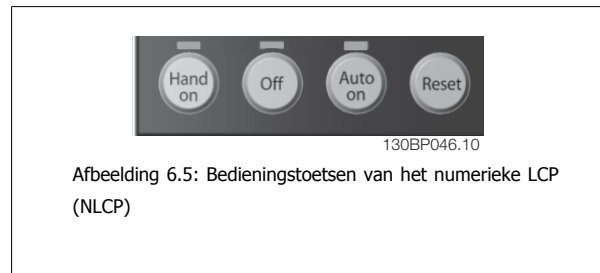 Hand on
Off
Auto on
Reset
130BP046.10
Afbeelding 6.5: Bedieningstoetsen van het numerieke LCP
(NLCP)